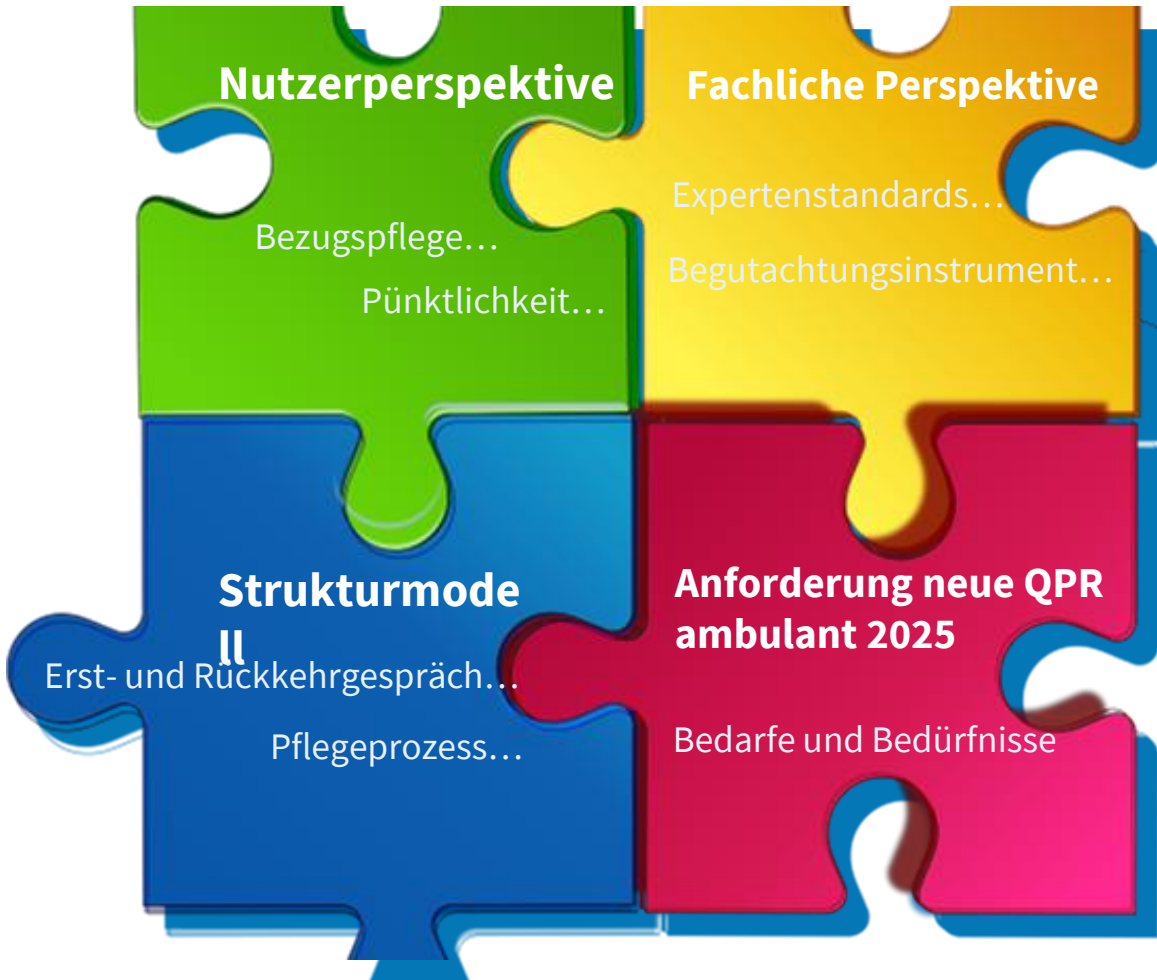 Nutzerperspektive
Bezugspflege…
Pünktlichkeit…
Fachliche Perspektive
Expertenstandards…
Begutachtungsinstrument…
Strukturmode
ll
Erst- und Rückkehrgespräch…
Pflegeprozess…
Anforderung neue QPR
ambulant 2025
Bedarfe und Bedürfnisse